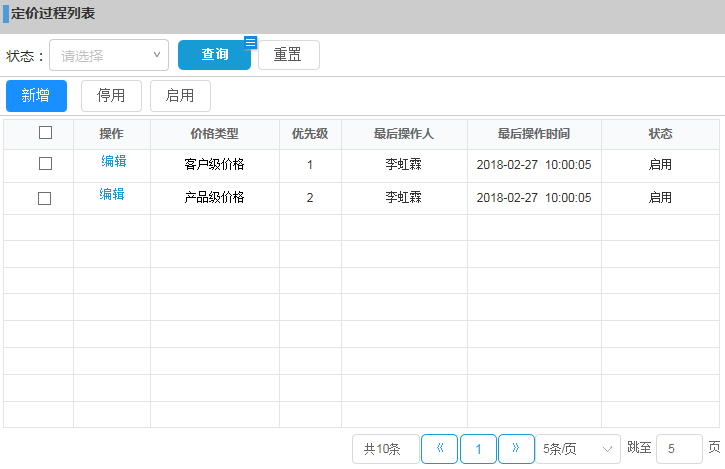 定价过程列表
状态： 请选择 查询 重置
新增 停用 启用
操作 价格类型 优先级 最后操作人 最后操作时间 状态
编辑 客户级价格 1 李虹霖 2018-02-27 10:00:05 启用
编辑 产品级价格 2 李虹霖 2018-02-27 10:00:05 启用
共10条 《 1 》 5条/页 跳至 5 页